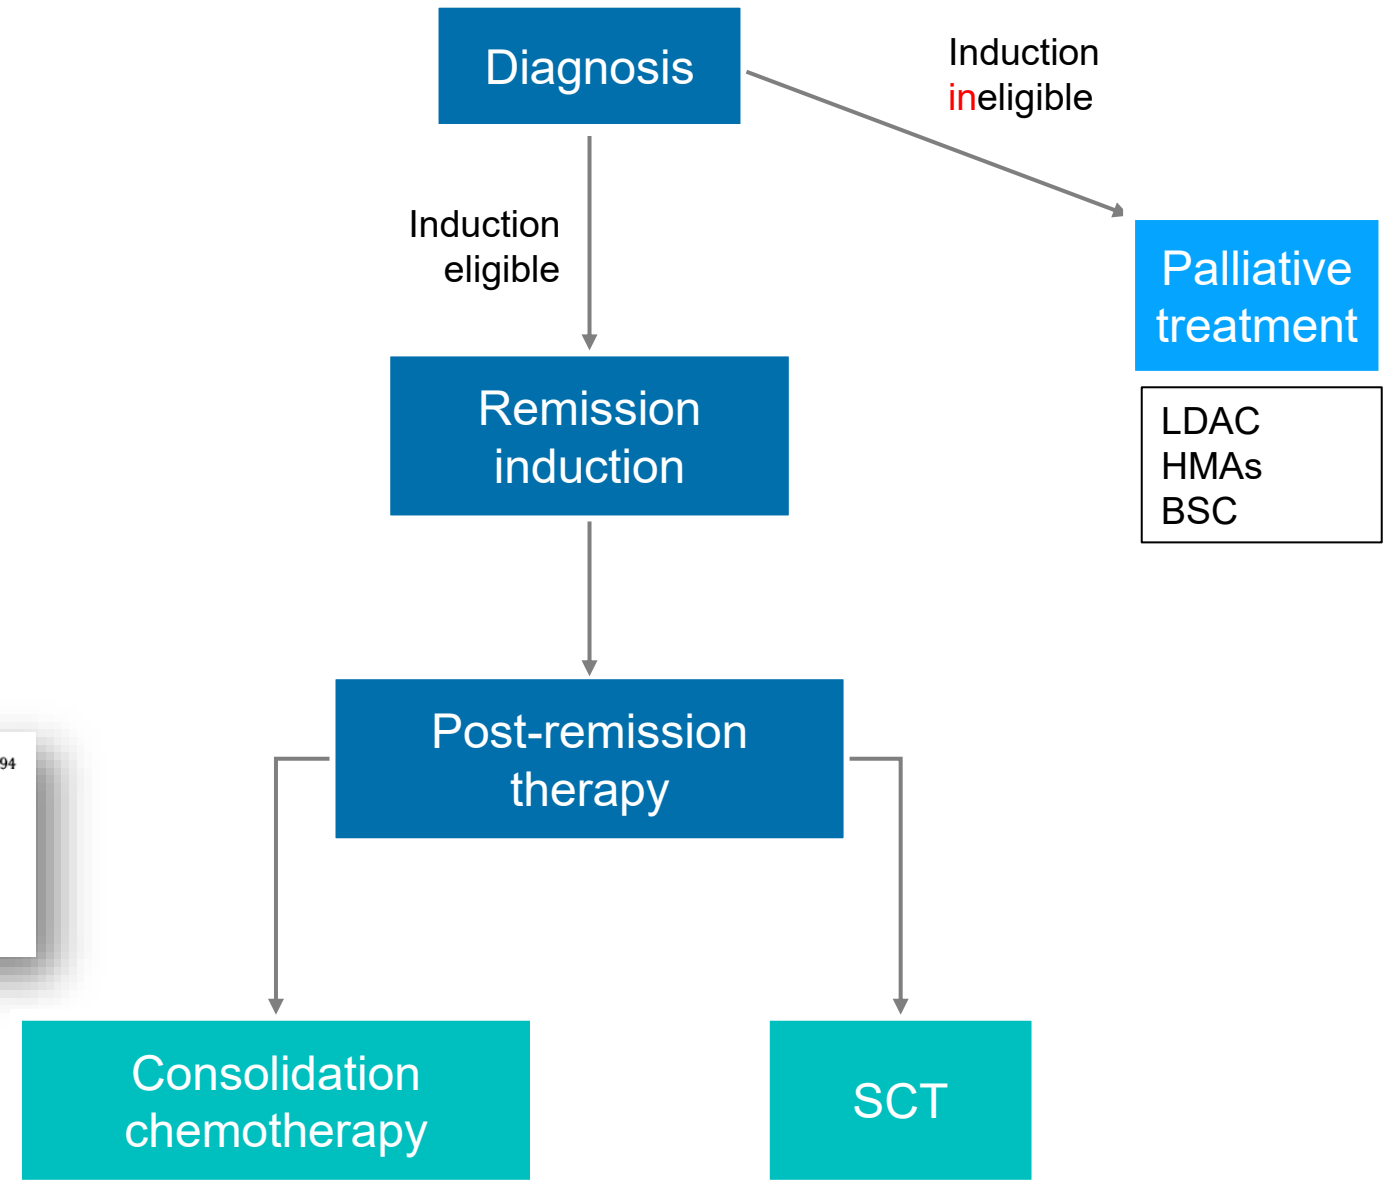 Diagnosis
Induction
ineligible
Induction
eligible
Palliative
treatment
LDAC
HMAs
BSC
Remission
induction
Post-remission
therapy
94
Consolidation
chemotherapy
SCT